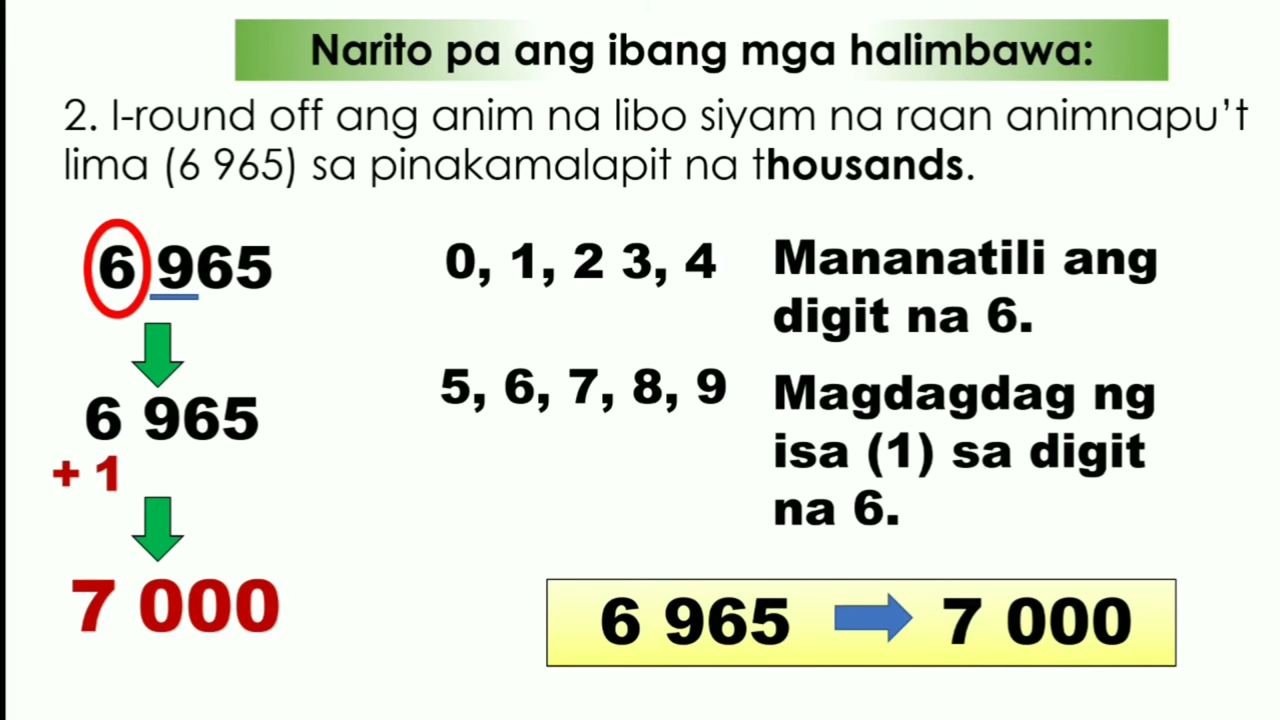 Narito pa ang ibang mga halimbawa:
2. I-round off ang anim na libo siyam na raan animnapu't
lima (6 965) sa pinakamalapit na thousands.
6 965
0, 1, 2 3, 4
Mananatili ang
digit na 6.
6 965
+ 1
5, 6, 7, 8, 9
Magdagdag ng
isa (1) sa digit
na 6.
7 000
6 965 7 000